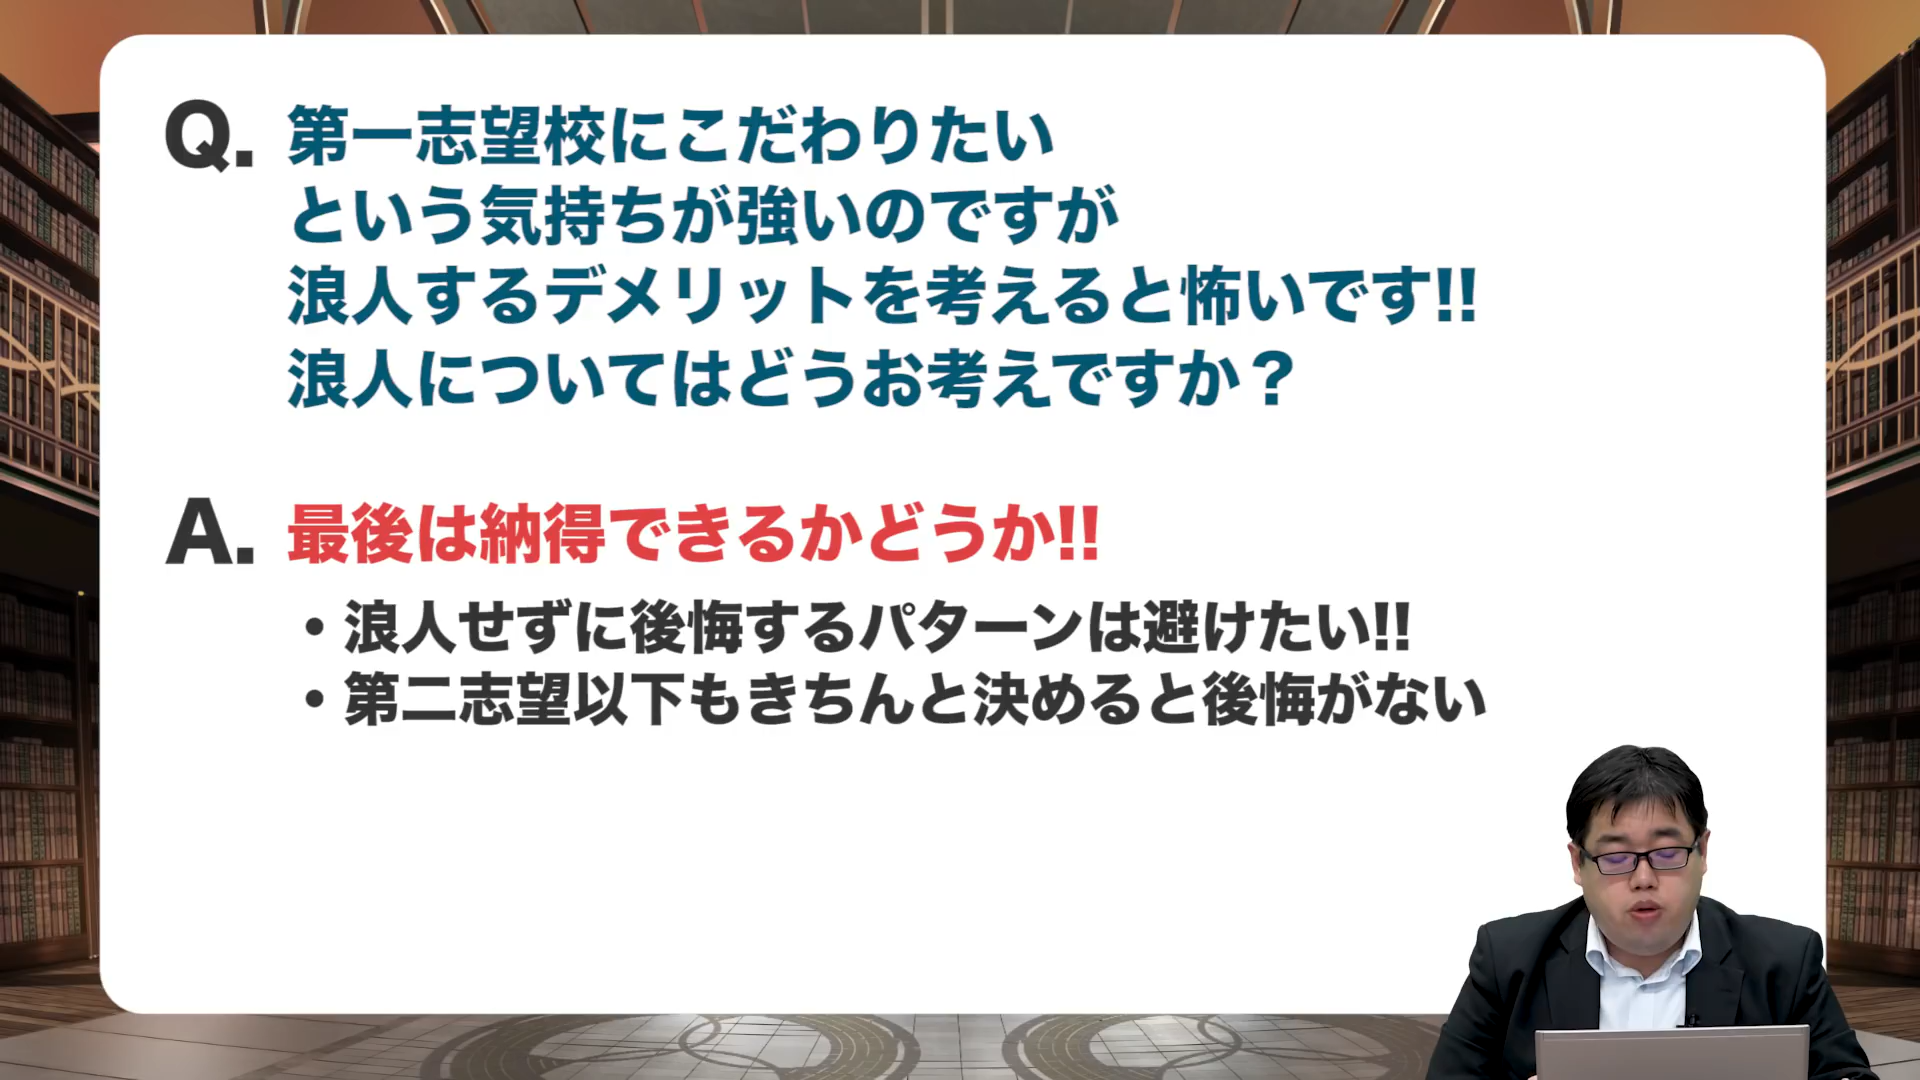 Q. 第一志望校にこだわりたい
という気持ちが強いのですが
浪人するデメリットを考えると怖いです!!
浪人についてはどうお考えですか？
A. 最後は納得できるかどうか!!
・浪人せずに後悔するパターンは避けたい!!
・第二志望以下もきちんと決めると後悔がない